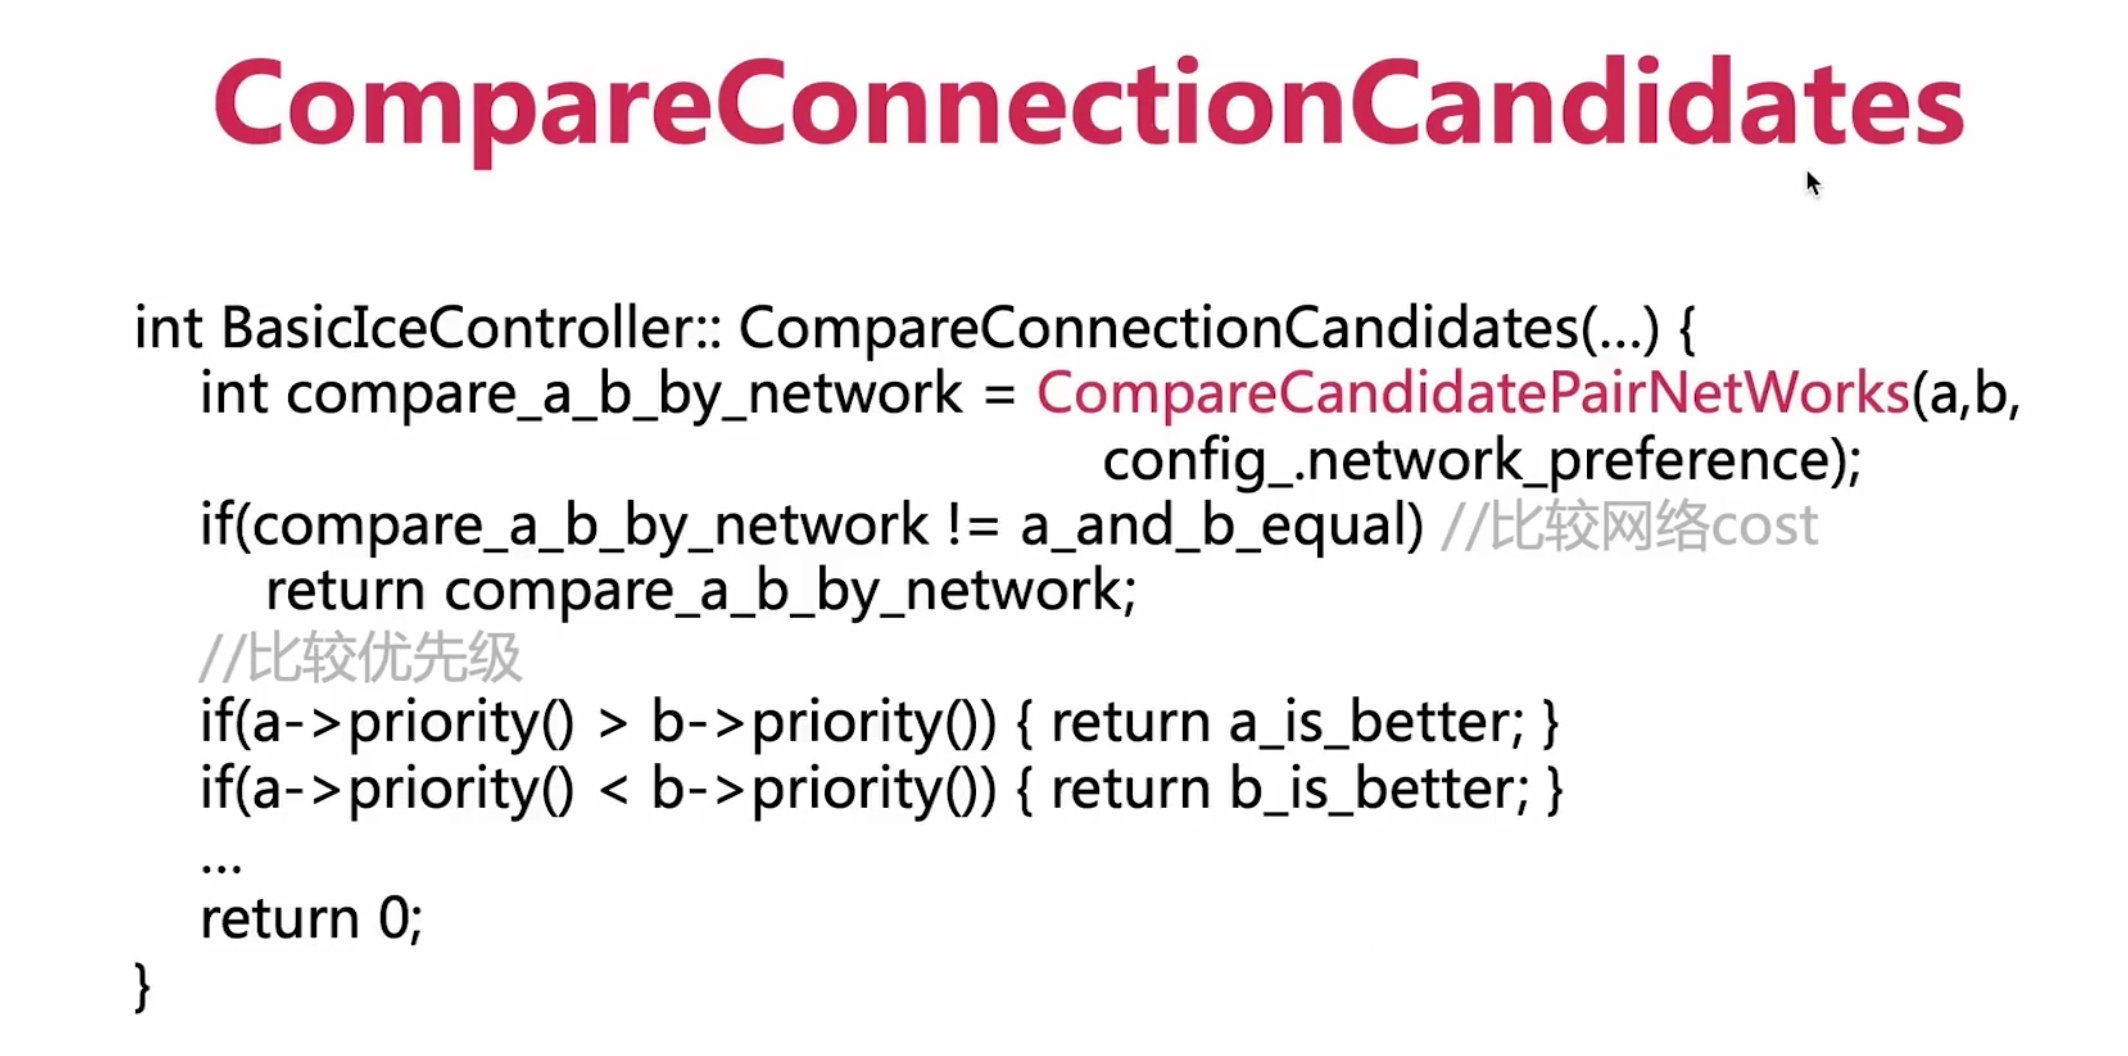 CompareConnectionCandidates
int BasicIceController:: CompareConnectionCandidates(...) {
int compare_a_b_by_network = CompareCandidatePairNetWorks(a,b,
config_.network_preference);
if(compare_a_b_by_network != a_and_b_equal) //比较网络cost
return compare_a_b_by_network;
//比较优先级
if(a->priority() > b->priority()) { return a_is_better; }
if(a->priority() < b->priority()) { return b_is_better; }
...
return 0;
}